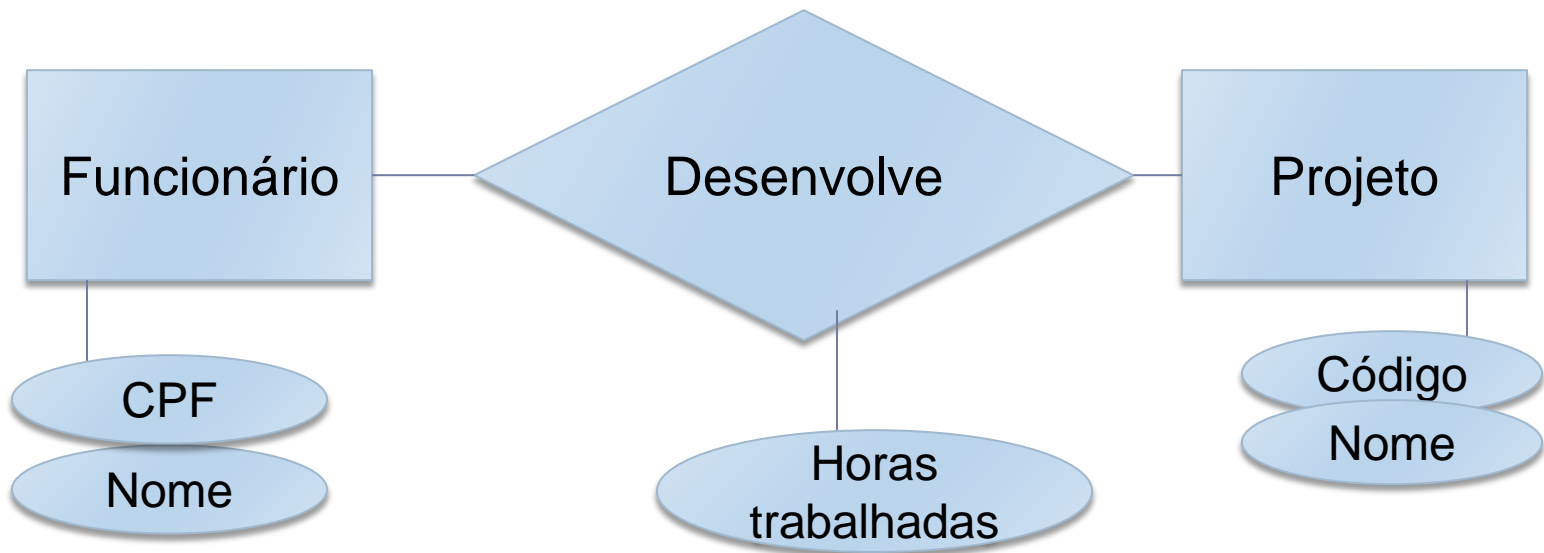 Funcionário
Desenvolve
Projeto
CPF
Nome
Horas
trabalhadas
Código
Nome